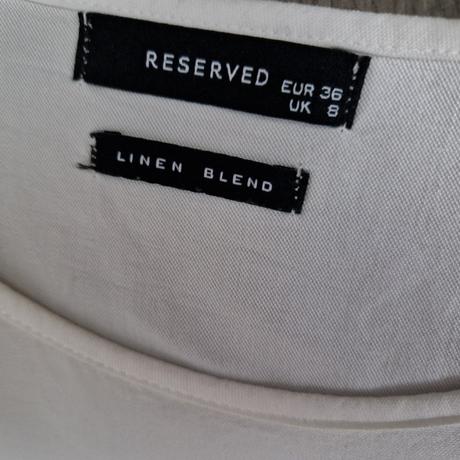 RESERVED EUR 36
UK 8
LINEN BLEND